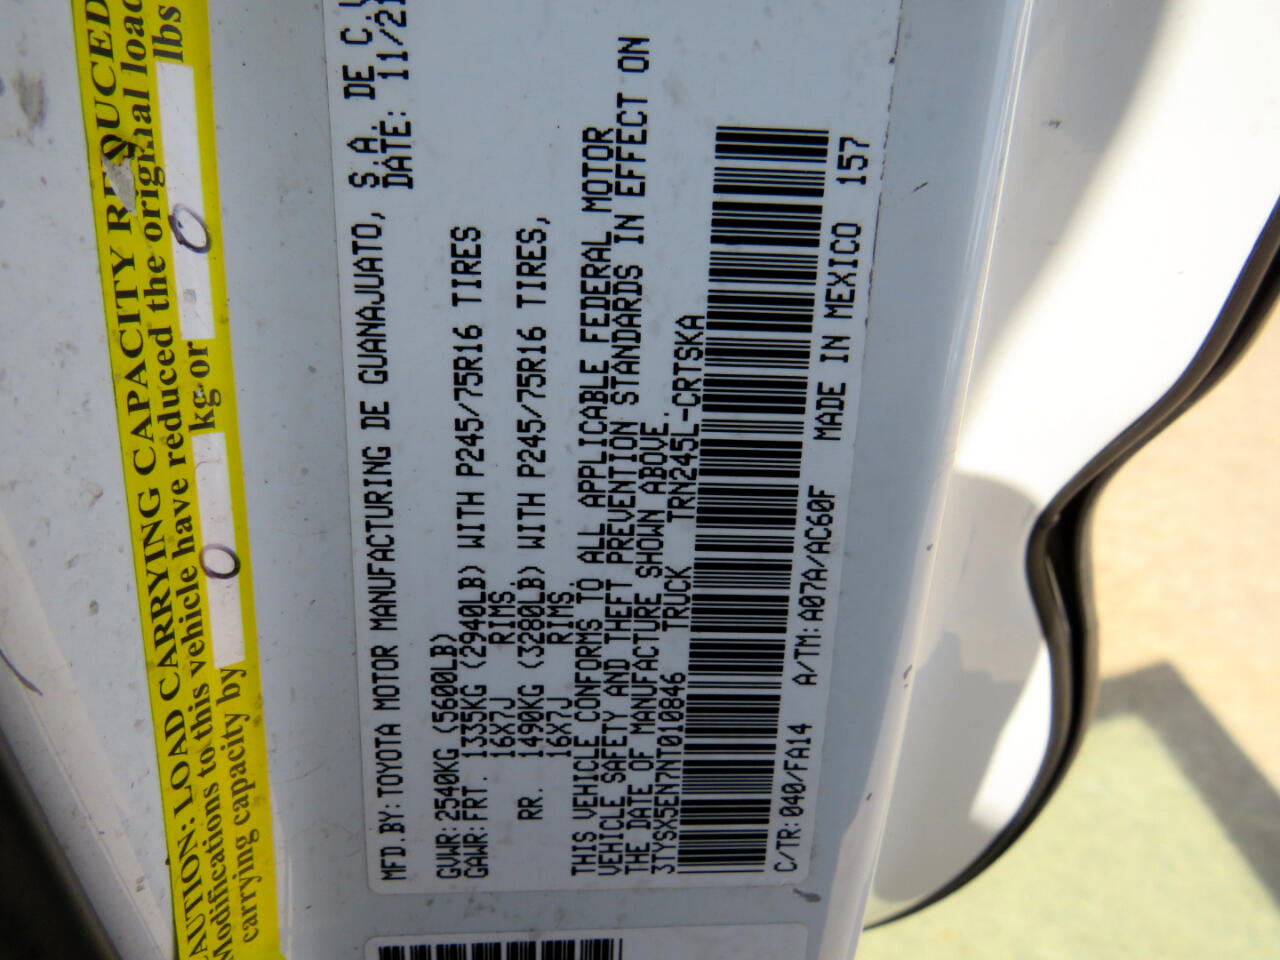 CAUTION: LOAD CARRYING CAPACITY REDUCED
Modifications to this vehicle have reduced the original load
carrying capacity by 0 kg or 0 lbs
MFD.BY:TOYOTA MOTOR MANUFACTURING DE GUANAJUATO, S.A. DE C.V
DATE: 11/21
GVWR:2540KG (5600LB)
GAWR:FRT. 1335KG (2940LB) WITH P245/75R16 TIRES
16X7J RIMS,
RR. 1490KG (3280LB) WITH P245/75R16 TIRES,
16X7J RIMS.
THIS VEHICLE CONFORMS TO ALL APPLICABLE FEDERAL MOTOR
VEHICLE SAFETY AND THEFT PREVENTION STANDARDS IN EFFECT ON
THE DATE OF MANUFACTURE SHOWN ABOVE.
3TYSX5EN7NT010846 TRUCK TRN245L-CRTSKA
C/TR:040/FA14 A/TM:A07A/AC60F MADE IN MEXICO 157